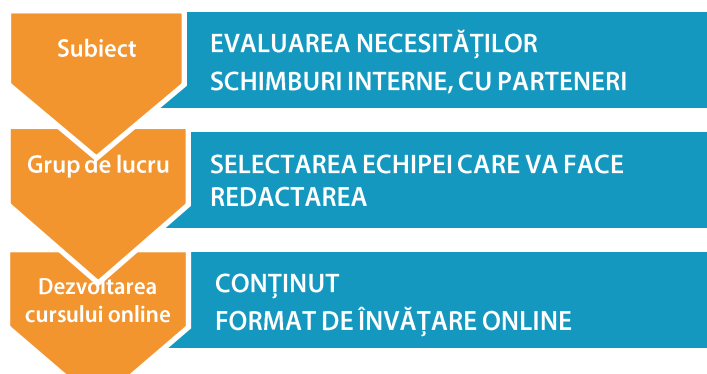 Subiect
EVALUAREA NECESITĂȚILOR
SCHIMBURI INTERNE, CU PARTENERI
Grup de lucru
SELECTAREA ECHIPEI CARE VA FACE
REDACTAREA
Dezvoltarea
cursului online
CONȚINUT
FORMAT DE ÎNVĂȚARE ONLINE